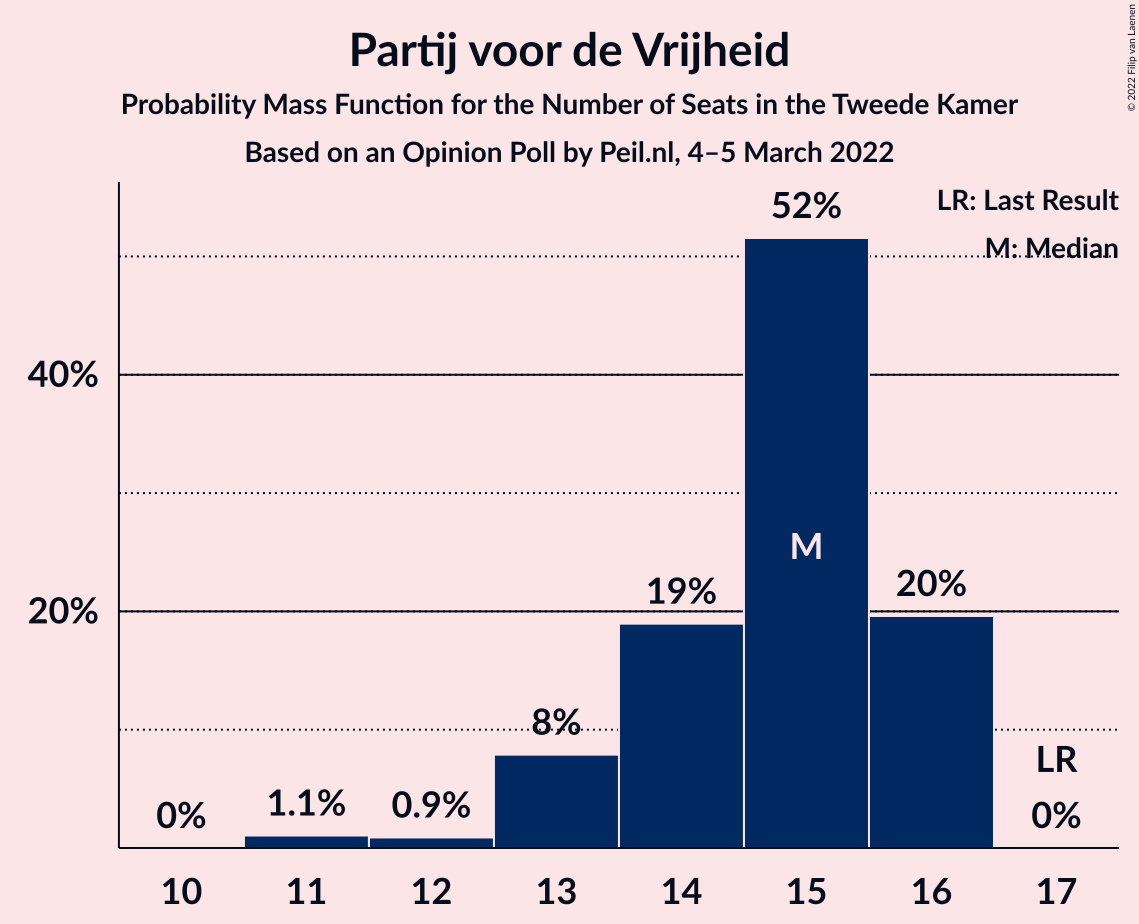 Partij voor de Vrijheid
Probability Mass Function for the Number of Seats in the Tweede Kamer
Based on an Opinion Poll by Peil.nl, 4–5 March 2022
© 2022 Filip van Laenen
LR: Last Result
M: Median
52%
40%
M
20%
19%
20%
8%
LR
0%
1.1%
0.9%
0%
10 11 12 13 14 15 16 17